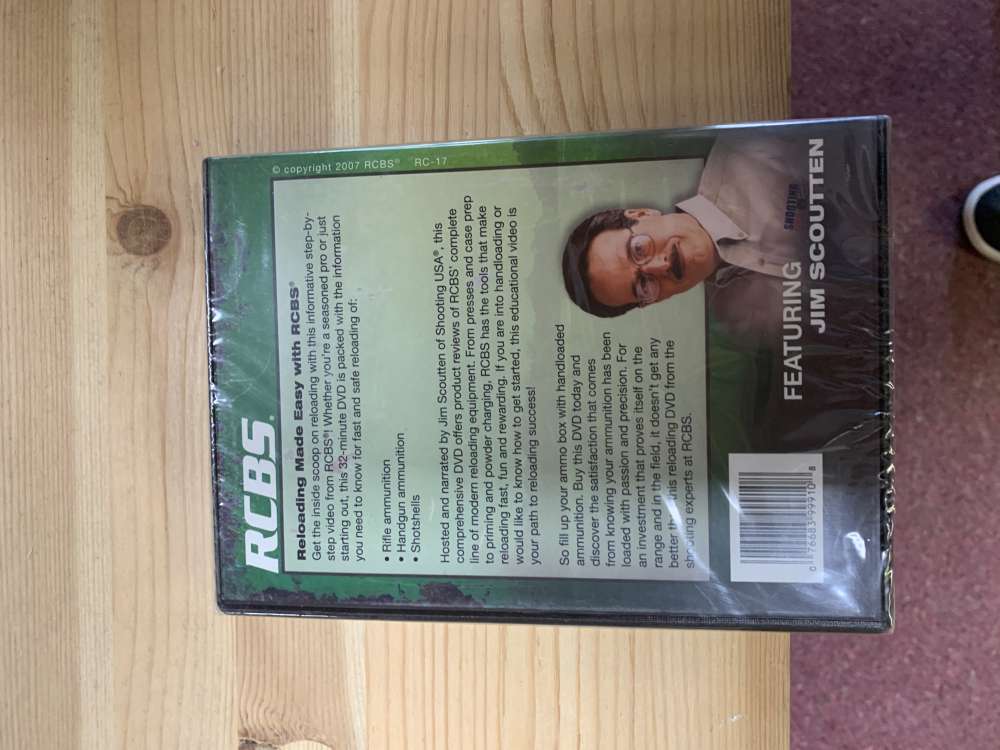 RCBS®
© copyright 2007 RCBS® RC-17
Reloading Made Easy with RCBS®
Get the inside scoop on reloading with this informative step-by-
step video from RCBS®! Whether you're a seasoned pro or just
starting out, this 32-minute DVD is packed with the information
you need to know for fast and safe reloading of:
• Rifle ammunition
• Handgun ammunition
• Shotshells
Hosted and narrated by Jim Scoutten of Shooting USA®, this
comprehensive DVD offers product reviews of RCBS' complete
line of modern reloading equipment. From presses and case prep
to priming and powder charging, RCBS has the tools that make
reloading fast, fun and rewarding. If you are into handloading or
would like to know how to get started, this educational video is
your path to reloading success!
So fill up your ammo box with handloaded
ammunition. Buy this DVD today and
discover the satisfaction that comes
from knowing your ammunition has been
loaded with passion and precision. For
an investment that proves itself on the
range and in the field, it doesn't get any
better than this reloading DVD from the
shooting experts at RCBS.
SHOOTING
FEATURING
JIM SCOUTTEN
0 76683 99910 8